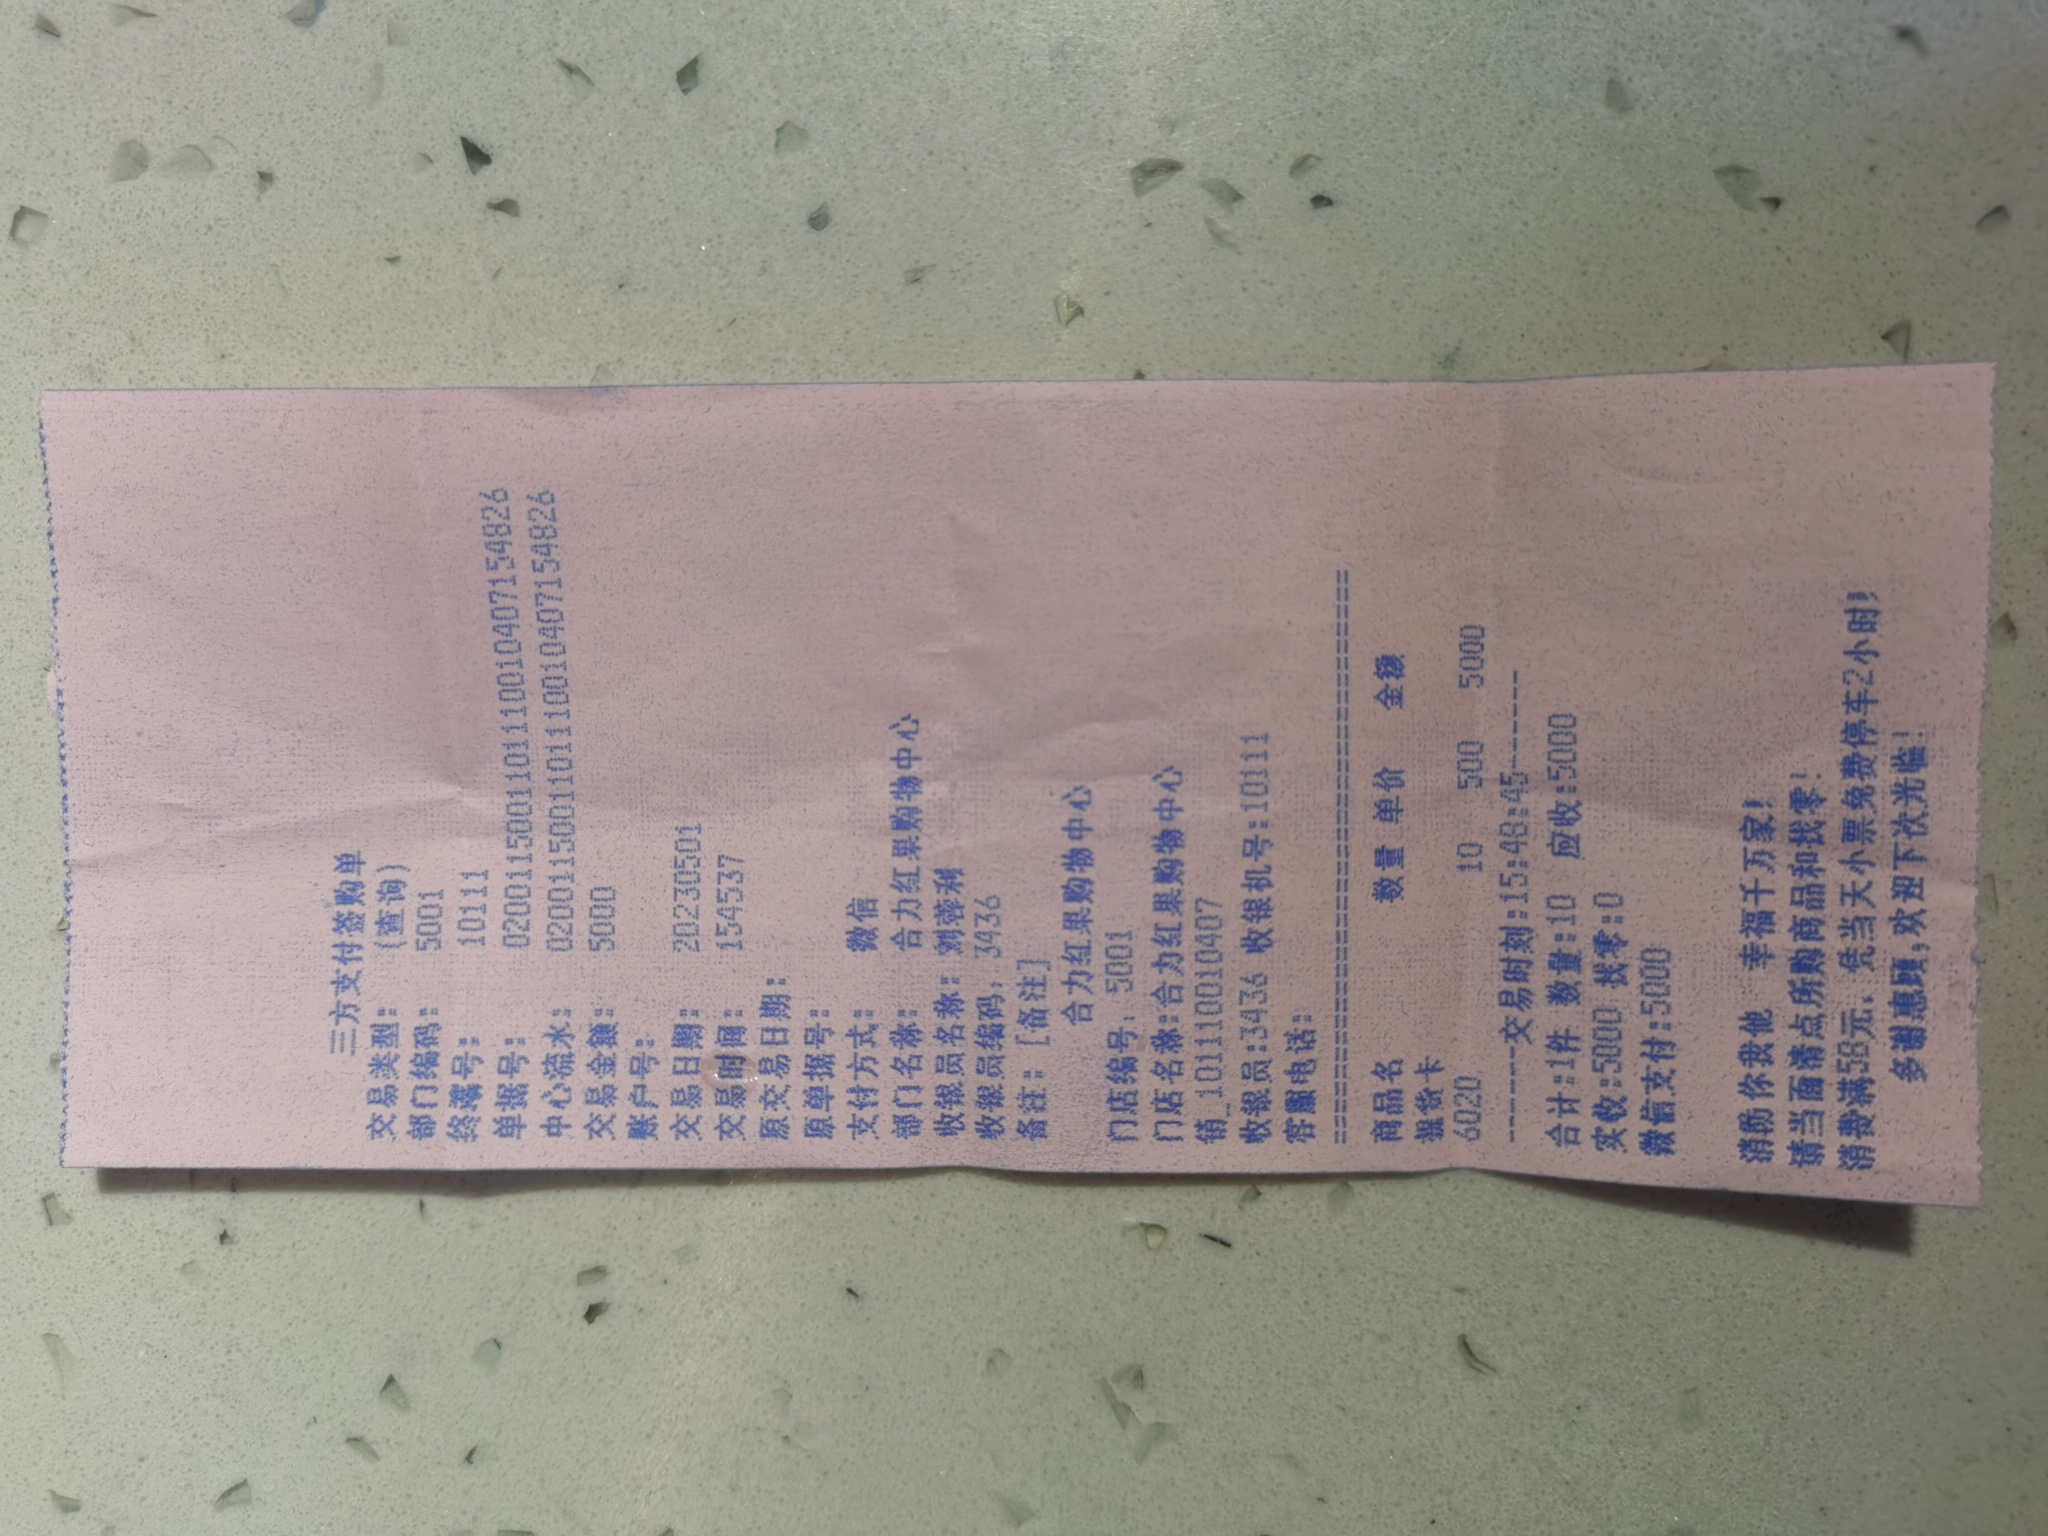 三方支付签购单
交易类型: (查询)
部门编码: 5001
终端号: 10111
单据号: 020011500110111001040715482​6
中心流水: 0200115001101110010407154826
交易金额: 5000
账户号:
交易日期: 20230501
交易时间: 154537
原交易日期:
原单据号:
支付方式: 微信
部门名称: 合力红果购物中心
收银员名称: 刘蓉利
收银员编码: 3436
备注: [备注]
合力红果购物中心
门店编号: 5001
门店名称:合力红果购物中心
销_101110010407
收银员:3436 收银机号:10111
客服电话:
==========================================
商品名 数量 单价 金额
提货卡
6020 10 500 5000
------交易时刻:15:48:45-------
合计:1件 数量:10 应收:5000
实收:5000 找零:0
微信支付:5000
消防你我他 幸福千万家!
请当面清点所购商品和找零!
消费满58元,凭当天小票免费停车2小时!
多谢惠顾,欢迎下次光临!